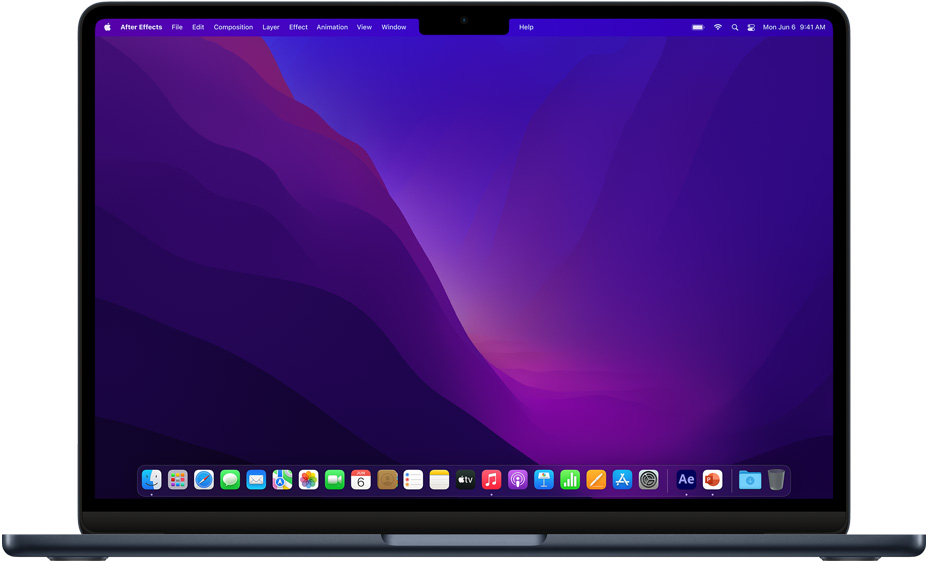 After Effects File Edit Composition Layer Effect Animation View Window Help Mon Jun 6 9:41 AM
JUN
6
tv
Ae
P